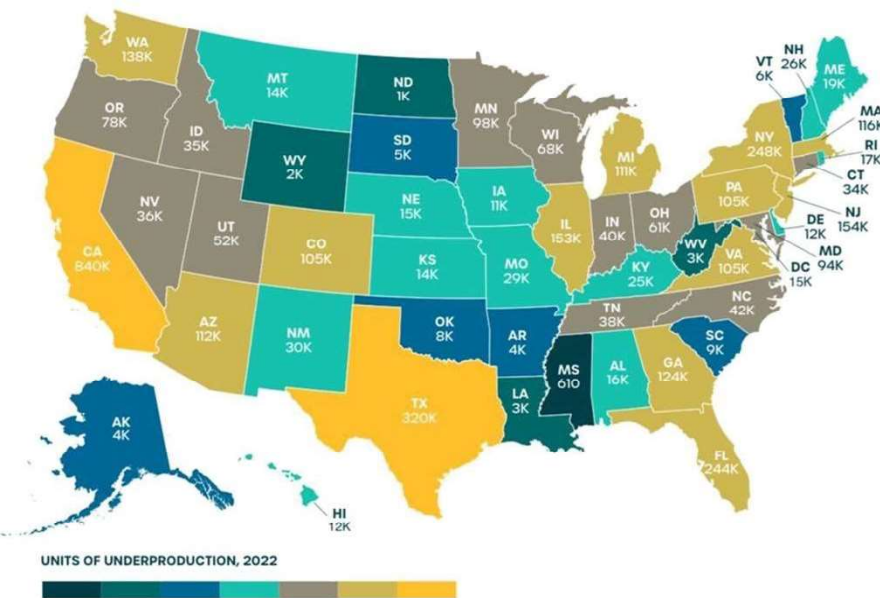 WA
138K
OR
78K
ID
35K
MT
14K
ND
1K
MN
98K
WI
68K
MI
111K
VT
6K
NH
26K
ME
19K
MA
116K
RI
17K
CT
34K
NJ
154K
NY
248K
PA
105K
DE
12K
MD
94K
DC
15K
WY
2K
SD
5K
NE
15K
IA
11K
IL
153K
IN
40K
OH
61K
WV
3K
VA
105K
NV
36K
UT
52K
CO
105K
KS
14K
MO
29K
KY
25K
CA
840K
AZ
112K
NM
30K
OK
8K
AR
4K
TN
38K
NC
42K
SC
9K
TX
320K
LA
3K
MS
610
AL
16K
GA
124K
FL
244K
AK
4K
HI
12K
UNITS OF UNDERPRODUCTION, 2022